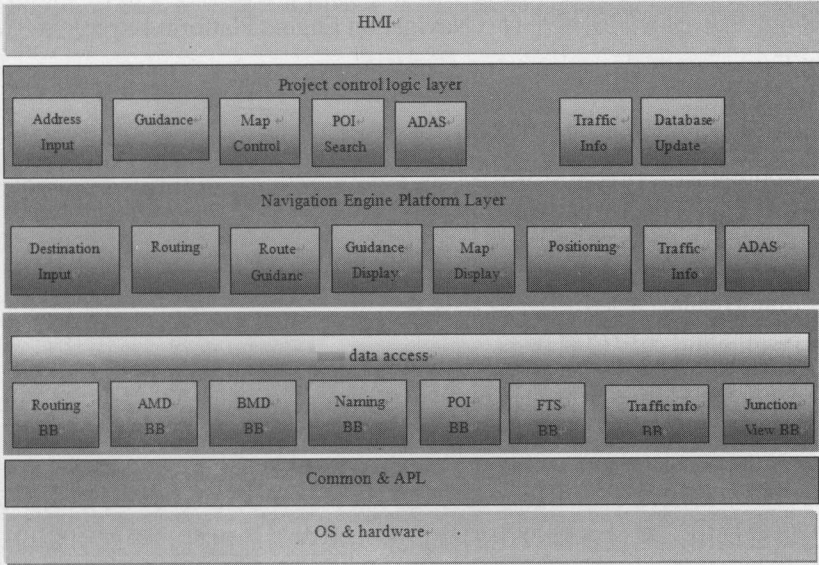 HMI
Project control logic layer
Address
Input
Guidance
Map
Control
POI
Search
ADAS
Traffic
Info
Database
Update
Navigation Engine Platform Layer
Destination
Input
Routing
Route
Guidanc
Guidance
Display
Map
Display
Positioning
Traffic
Info
ADAS
data access
Routing
BB
AMD
BB
BMD
BB
Naming
BB
POI
BB
FTS
BB
Traffic info
BB
Junction
View BB
Common & APL
OS & hardware